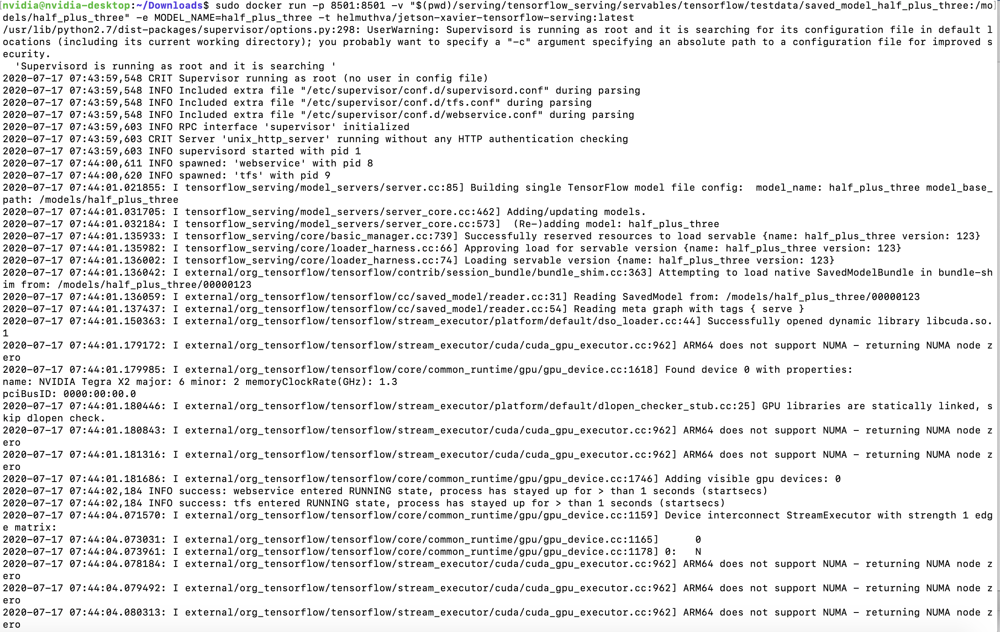 nvidia@nvidia-desktop:~/Downloads$ sudo docker run -p 8501:8501 -v "$(pwd)/serving/tensorflow_serving/servables/tensorflow/testdata/saved_model_half_plus_three:/mo
dels/half_plus_three" -e MODEL_NAME=half_plus_three -t helmuthva/jetson-xavier-tensorflow-serving:latest
/usr/lib/python2.7/dist-packages/supervisor/options.py:298: UserWarning: Supervisord is running as root and it is searching for its configuration file in default l
ocations (including its current working directory); you probably want to specify a "-c" argument specifying an absolute path to a configuration file for improved s
ecurity.
  'Supervisord is running as root and it is searching '
2020-07-17 07:43:59,548 CRIT Supervisor running as root (no user in config file)
2020-07-17 07:43:59,548 INFO Included extra file "/etc/supervisor/conf.d/supervisord.conf" during parsing
2020-07-17 07:43:59,548 INFO Included extra file "/etc/supervisor/conf.d/tfs.conf" during parsing
2020-07-17 07:43:59,548 INFO Included extra file "/etc/supervisor/conf.d/webservice.conf" during parsing
2020-07-17 07:43:59,603 INFO RPC interface 'supervisor' initialized
2020-07-17 07:43:59,603 CRIT Server 'unix_http_server' running without any HTTP authentication checking
2020-07-17 07:43:59,603 INFO supervisord started with pid 1
2020-07-17 07:44:00,611 INFO spawned: 'webservice' with pid 8
2020-07-17 07:44:00,620 INFO spawned: 'tfs' with pid 9
2020-07-17 07:44:01.021855: I tensorflow_serving/model_servers/server.cc:85] Building single TensorFlow model file config:  model_name: half_plus_three model_base_
path: /models/half_plus_three
2020-07-17 07:44:01.031705: I tensorflow_serving/model_servers/server_core.cc:462] Adding/updating models.
2020-07-17 07:44:01.032184: I tensorflow_serving/model_servers/server_core.cc:573]  (Re-)adding model: half_plus_three
2020-07-17 07:44:01.135933: I tensorflow_serving/core/basic_manager.cc:739] Successfully reserved resources to load servable {name: half_plus_three version: 123}
2020-07-17 07:44:01.135982: I tensorflow_serving/core/loader_harness.cc:66] Approving load for servable version {name: half_plus_three version: 123}
2020-07-17 07:44:01.136002: I tensorflow_serving/core/loader_harness.cc:74] Loading servable version {name: half_plus_three version: 123}
2020-07-17 07:44:01.136042: I external/org_tensorflow/tensorflow/contrib/session_bundle/bundle_shim.cc:363] Attempting to load native SavedModelBundle in bundle-sh
im from: /models/half_plus_three/00000123
2020-07-17 07:44:01.136059: I external/org_tensorflow/tensorflow/cc/saved_model/reader.cc:31] Reading SavedModel from: /models/half_plus_three/00000123
2020-07-17 07:44:01.137437: I external/org_tensorflow/tensorflow/cc/saved_model/reader.cc:54] Reading meta graph with tags { serve }
2020-07-17 07:44:01.150363: I external/org_tensorflow/tensorflow/stream_executor/platform/default/dso_loader.cc:44] Successfully opened dynamic library libcuda.so.
1
2020-07-17 07:44:01.179172: I external/org_tensorflow/tensorflow/stream_executor/cuda/cuda_gpu_executor.cc:962] ARM64 does not support NUMA - returning NUMA node z
ero
2020-07-17 07:44:01.179985: I external/org_tensorflow/tensorflow/core/common_runtime/gpu/gpu_device.cc:1618] Found device 0 with properties:
name: NVIDIA Tegra X2 major: 6 minor: 2 memoryClockRate(GHz): 1.3
pciBusID: 0000:00:00.0
2020-07-17 07:44:01.180446: I external/org_tensorflow/tensorflow/stream_executor/platform/default/dlopen_checker_stub.cc:25] GPU libraries are statically linked, s
kip dlopen check.
2020-07-17 07:44:01.180843: I external/org_tensorflow/tensorflow/stream_executor/cuda/cuda_gpu_executor.cc:962] ARM64 does not support NUMA - returning NUMA node z
ero
2020-07-17 07:44:01.181316: I external/org_tensorflow/tensorflow/stream_executor/cuda/cuda_gpu_executor.cc:962] ARM64 does not support NUMA - returning NUMA node z
ero
2020-07-17 07:44:01.181686: I external/org_tensorflow/tensorflow/core/common_runtime/gpu/gpu_device.cc:1746] Adding visible gpu devices: 0
2020-07-17 07:44:02,184 INFO success: webservice entered RUNNING state, process has stayed up for > than 1 seconds (startsecs)
2020-07-17 07:44:02,184 INFO success: tfs entered RUNNING state, process has stayed up for > than 1 seconds (startsecs)
2020-07-17 07:44:04.071570: I external/org_tensorflow/tensorflow/core/common_runtime/gpu/gpu_device.cc:1159] Device interconnect StreamExecutor with strength 1 edg
e matrix:
2020-07-17 07:44:04.073031: I external/org_tensorflow/tensorflow/core/common_runtime/gpu/gpu_device.cc:1165]      0
2020-07-17 07:44:04.073961: I external/org_tensorflow/tensorflow/core/common_runtime/gpu/gpu_device.cc:1178] 0:   N
2020-07-17 07:44:04.078184: I external/org_tensorflow/tensorflow/stream_executor/cuda/cuda_gpu_executor.cc:962] ARM64 does not support NUMA - returning NUMA node z
ero
2020-07-17 07:44:04.079492: I external/org_tensorflow/tensorflow/stream_executor/cuda/cuda_gpu_executor.cc:962] ARM64 does not support NUMA - returning NUMA node z
ero
2020-07-17 07:44:04.080313: I external/org_tensorflow/tensorflow/stream_executor/cuda/cuda_gpu_executor.cc:962] ARM64 does not support NUMA - returning NUMA node z
ero